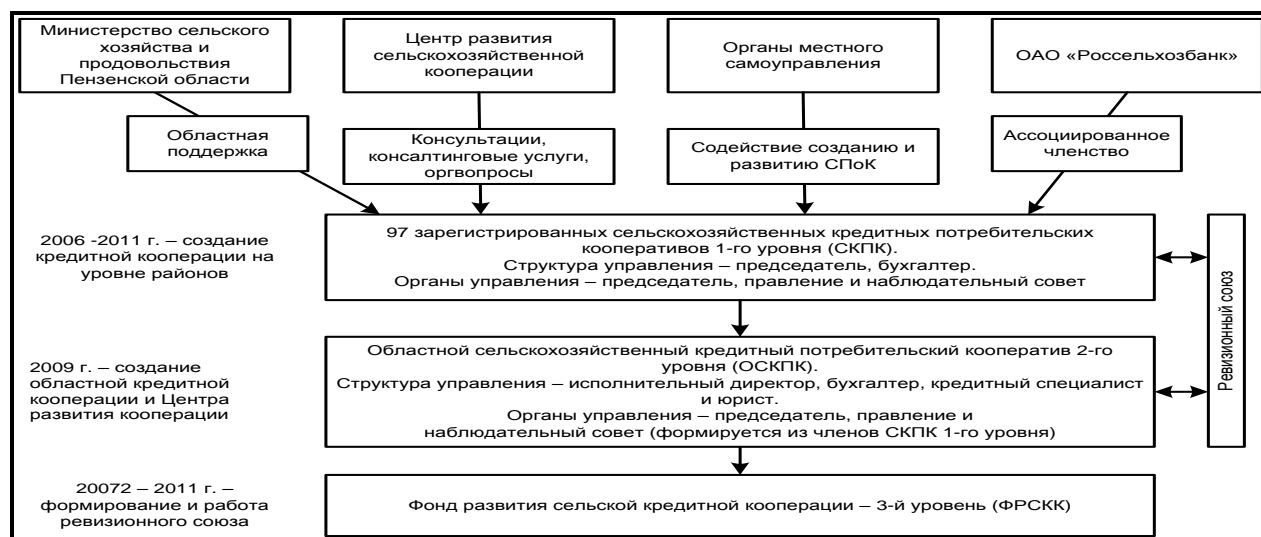 Министерство сельского
хозяйства и
продовольствия
Пензенской области
Центр развития
сельскохозяйственной
кооперации
Органы местного
самоуправления
ОАО «Россельхозбанк»
Областная
поддержка
Консультации,
консалтинговые услуги,
оргвопросы
Содействие созданию и
развитию СПоК
Ассоциированное
членство
2006 -2011 г. – создание
кредитной кооперации на
уровне районов
97 зарегистрированных сельскохозяйственных кредитных потребительских
кооперативов 1-го уровня (СКПК).
Структура управления – председатель, бухгалтер.
Органы управления – председатель, правление и наблюдательный совет
Ревизионный союз
2009 г. – создание
областной кредитной
кооперации и Центра
развития кооперации
Областной сельскохозяйственный кредитный потребительский кооператив 2-го
уровня (ОСКПК).
Структура управления – исполнительный директор, бухгалтер, кредитный специалист
и юрист.
Органы управления – председатель, правление и
наблюдательный совет (формируется из членов СКПК 1-го уровня)
20072 – 2011 г. –
формирование и работа
ревизионного союза
Фонд развития сельской кредитной кооперации – 3-й уровень (ФРСКК)